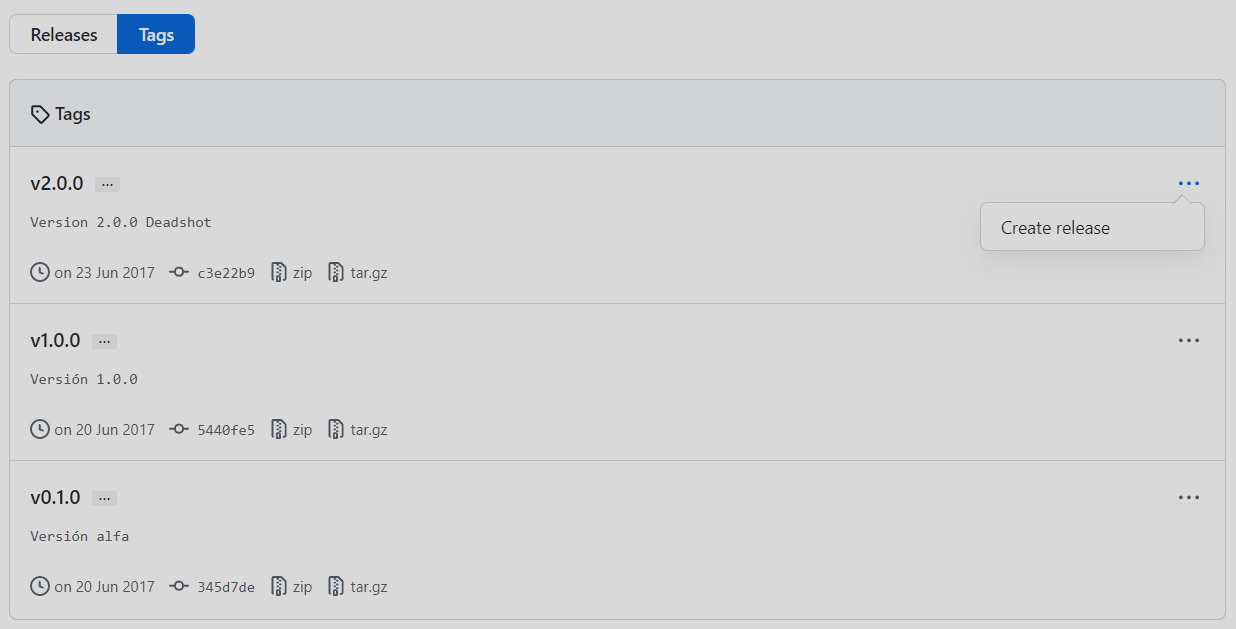 Releases Tags
Tags
v2.0.0 ...
Version 2.0.0 Deadshot
Create release
on 23 Jun 2017 c3e22b9 zip tar.gz
v1.0.0 ...
Versión 1.0.0
on 20 Jun 2017 5440fe5 zip tar.gz
v0.1.0 ...
Versión alfa
on 20 Jun 2017 345d7de zip tar.gz